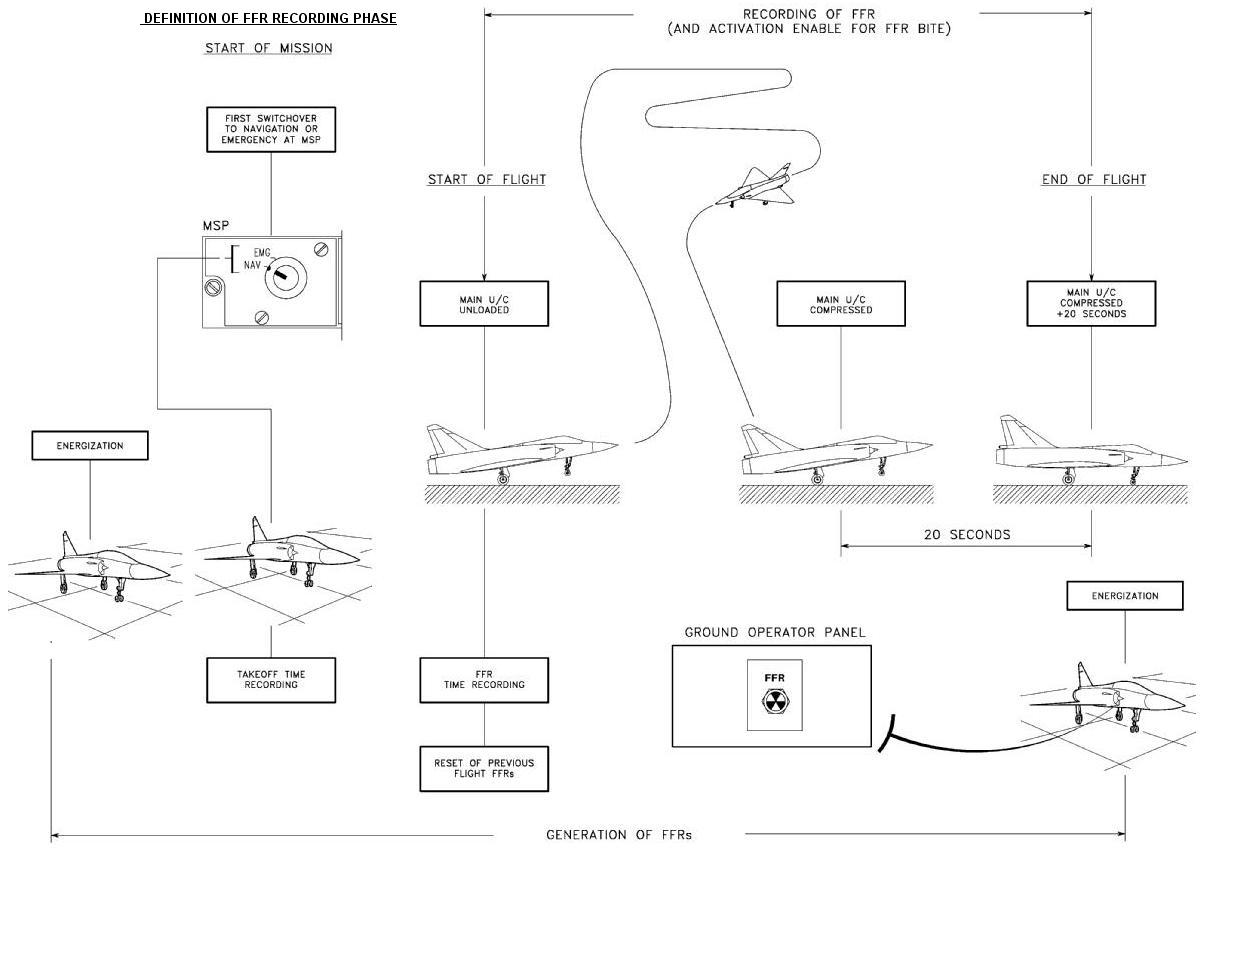 DEFINITION OF FFR RECORDING PHASE
START OF MISSION
RECORDING OF FFR
(AND ACTIVATION ENABLE FOR FFR BITE)
FIRST SWITCHOVER
TO NAVIGATION OR
EMERGENCY AT MSP
START OF FLIGHT
END OF FLIGHT
MSP
EMG
NAV
MAIN U/C
UNLOADED
MAIN U/C
COMPRESSED
MAIN U/C
COMPRESSED
+20 SECONDS
ENERGIZATION
20 SECONDS
ENERGIZATION
GROUND OPERATOR PANEL
FFR
TAKEOFF TIME
RECORDING
FFR
TIME RECORDING
RESET OF PREVIOUS
FLIGHT FFRs
GENERATION OF FFRs